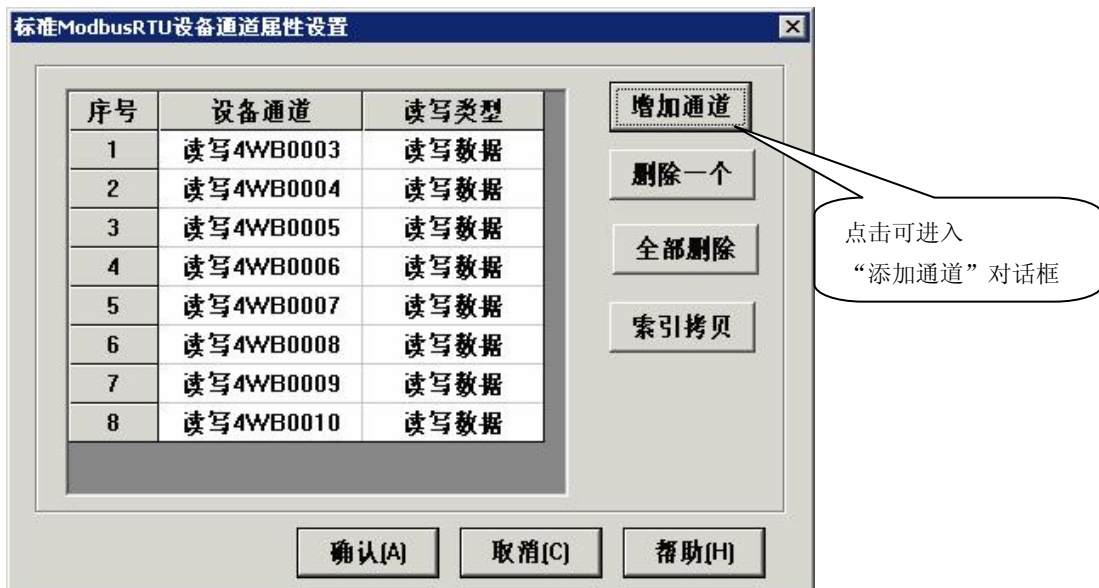 标准ModbusRTU设备通道属性设置
序号 设备通道 读写类型
1 读写4WB0003 读写数据
2 读写4WB0004 读写数据
3 读写4WB0005 读写数据
4 读写4WB0006 读写数据
5 读写4WB0007 读写数据
6 读写4WB0008 读写数据
7 读写4WB0009 读写数据
8 读写4WB0010 读写数据
增加通道
删除一个
全部删除
索引拷贝
点击可进入
“添加通道”对话框
确认(A) 取消(C) 帮助(H)